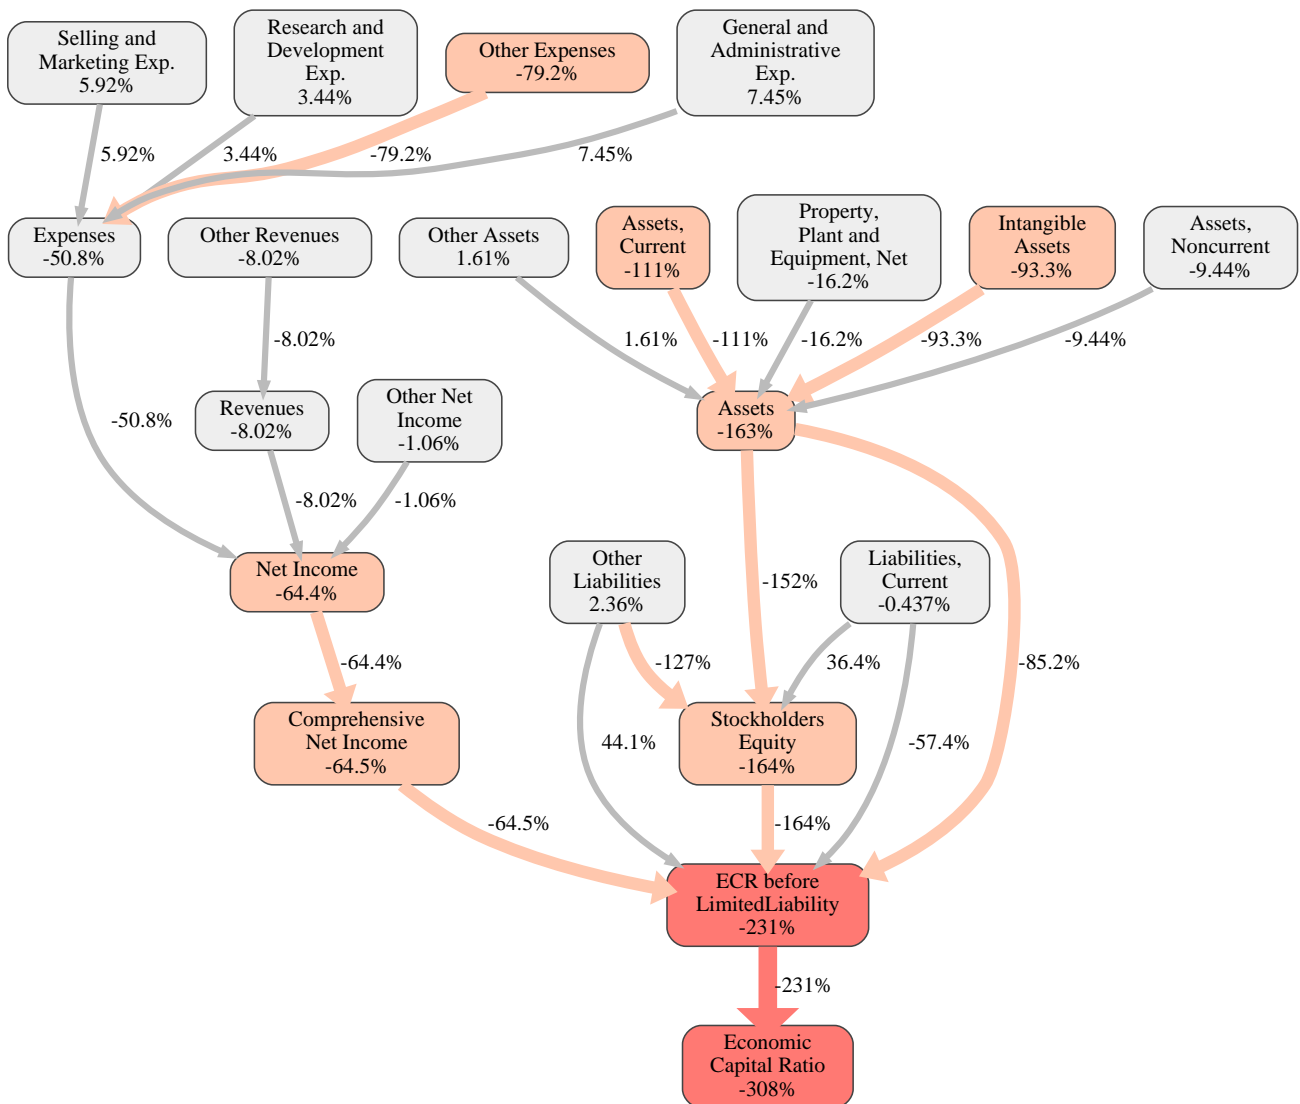 Selling and
Marketing Exp.
5.92%
Research and
Development
Exp.
3.44%
Other Expenses
-79.2%
General and
Administrative
Exp.
7.45%
5.92%
3.44%
-79.2%
7.45%
Expenses
-50.8%
Other Revenues
-8.02%
Other Assets
1.61%
Assets,
Current
-111%
Property,
Plant and
Equipment, Net
-16.2%
Intangible
Assets
-93.3%
Assets,
Noncurrent
-9.44%
-8.02%
1.61%
-111%
-16.2%
-93.3%
-9.44%
-50.8%
Revenues
-8.02%
Other Net
Income
-1.06%
Assets
-163%
-8.02%
-1.06%
Net Income
-64.4%
Other
Liabilities
2.36%
-152%
Liabilities,
Current
-0.437%
-64.4%
-127%
36.4%
-85.2%
Comprehensive
Net Income
-64.5%
44.1%
Stockholders
Equity
-164%
-57.4%
-64.5%
-164%
ECR before
LimitedLiability
-231%
-231%
Economic
Capital Ratio
-308%